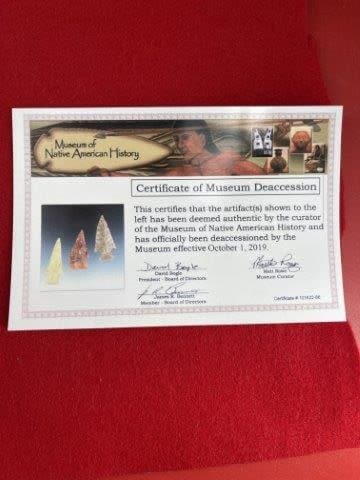 Museum of
Native American History
Certificate of Museum Deaccession
This certifies that the artifact(s) shown to the
left has been deemed authentic by the curator
of the Museum of Native American History and
has officially been deaccessioned by the
Museum effective October 1, 2019.
David Bogle
President - Board of Directors
Matt Rowe
Museum Curator
James R. Bennett
Member - Board of Directors